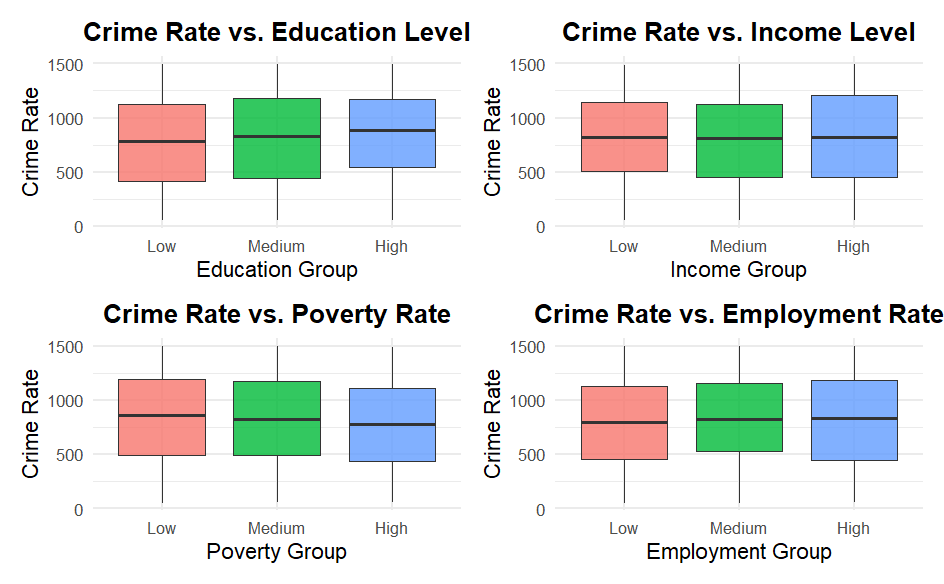 Crime Rate vs. Education Level
1500
1000
500
0
Crime Rate
Low Medium High
Education Group
Crime Rate vs. Income Level
1500
1000
500
0
Crime Rate
Low Medium High
Income Group
Crime Rate vs. Poverty Rate
1500
1000
500
0
Crime Rate
Low Medium High
Poverty Group
Crime Rate vs. Employment Rate
1500
1000
500
0
Crime Rate
Low Medium High
Employment Group